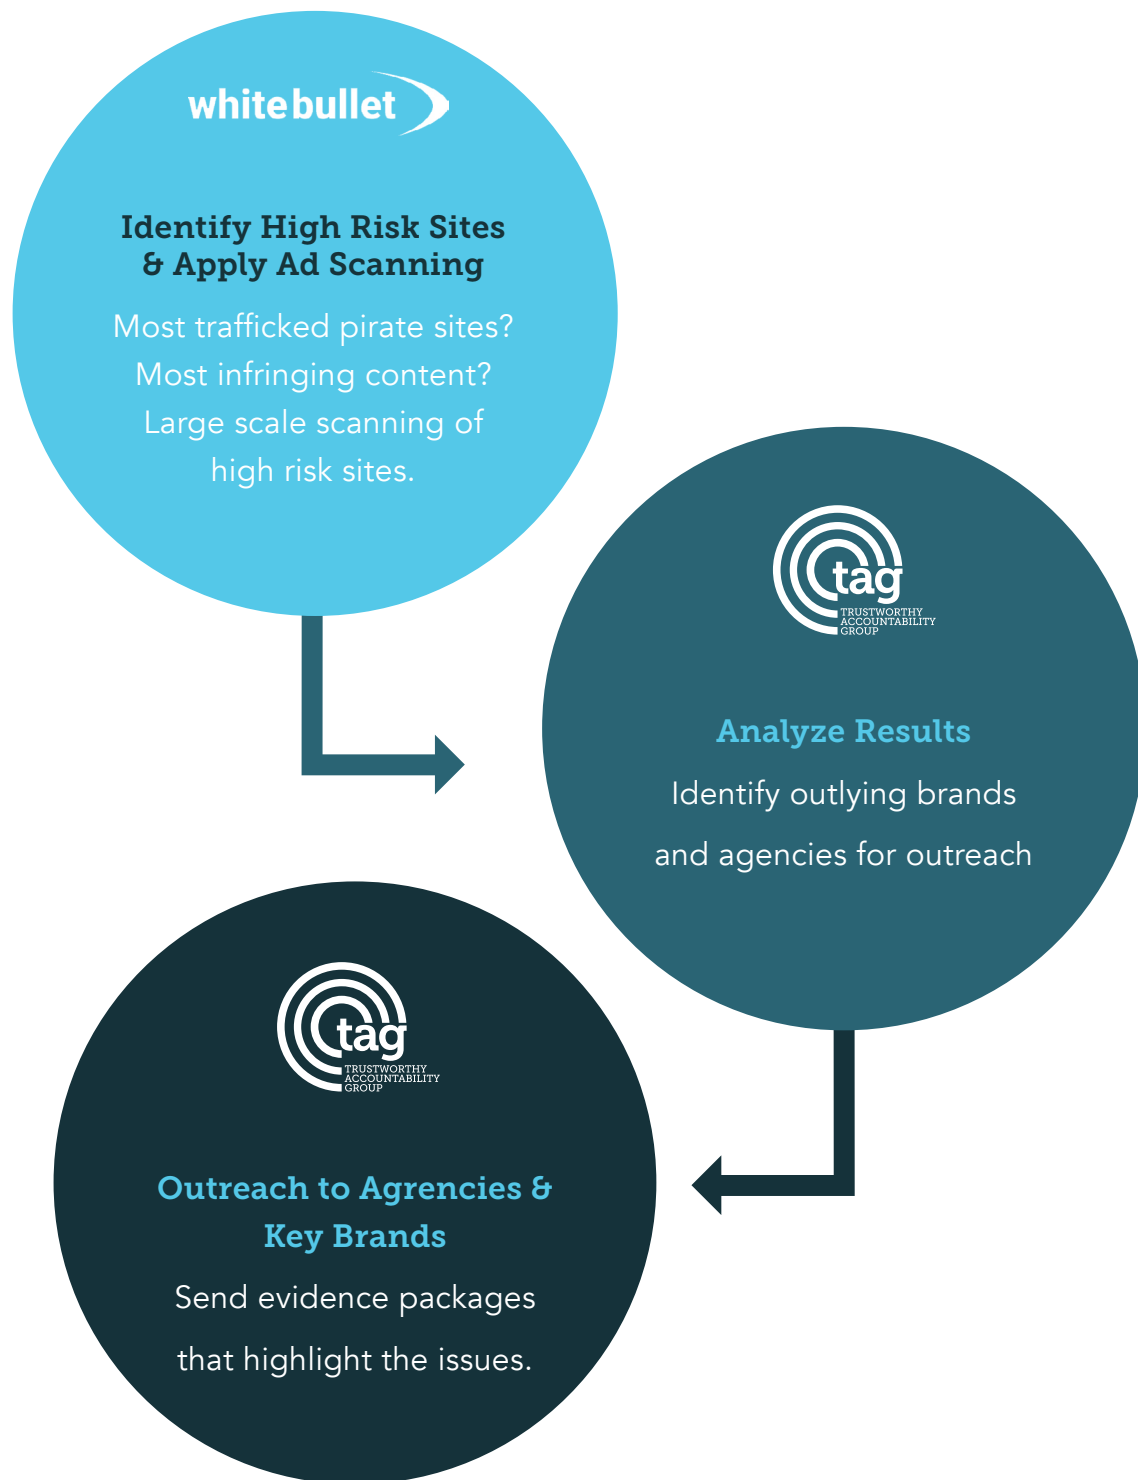 whitebullet
Identify High Risk Sites
& Apply Ad Scanning
Most trafficked pirate sites?
Most infringing content?
Large scale scanning of
high risk sites.
tag
TRUSTWORTHY
ACCOUNTABILITY
GROUP
Analyze Results
Identify outlying brands
and agencies for outreach
tag
TRUSTWORTHY
ACCOUNTABILITY
GROUP
Outreach to Agrencies &
Key Brands
Send evidence packages
that highlight the issues.